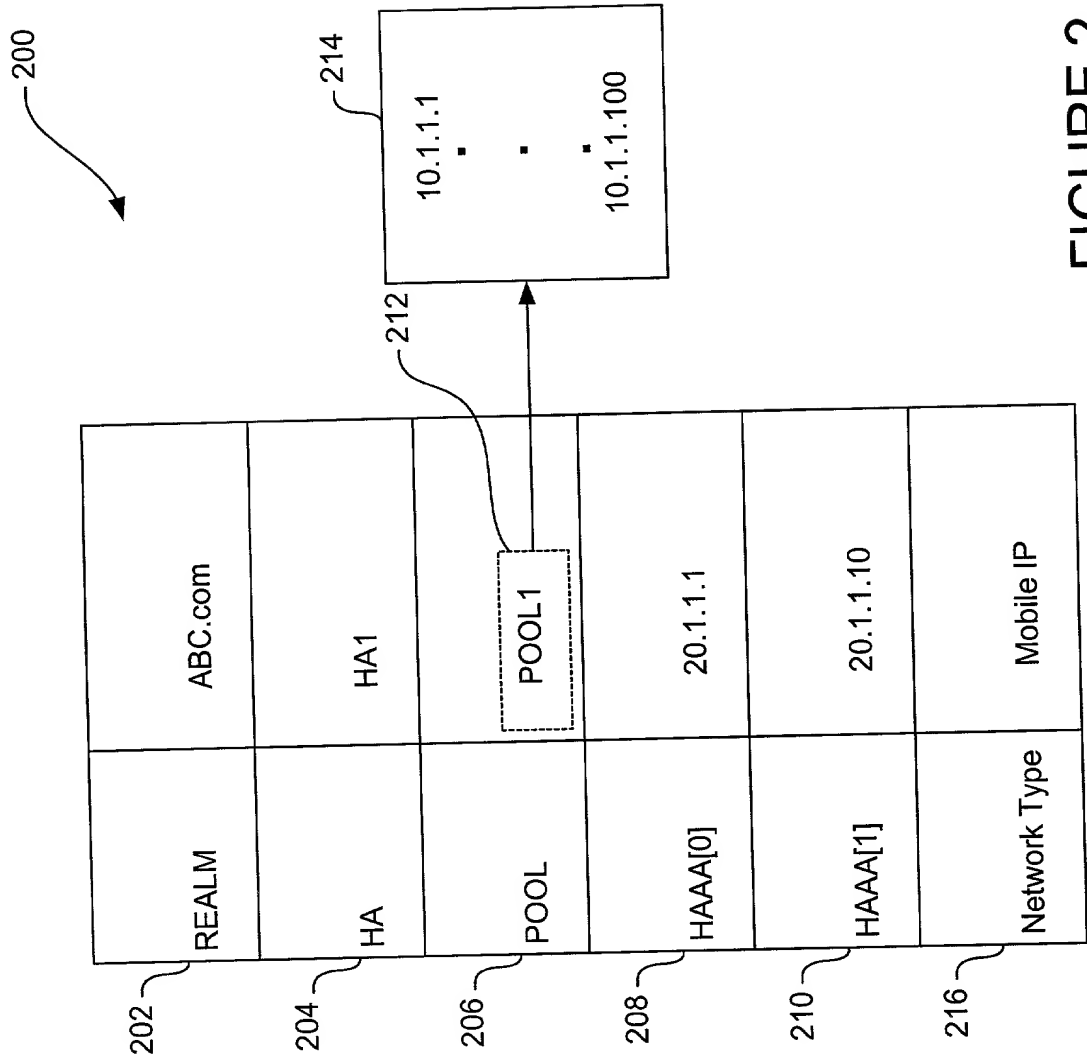 200
202
REALM
ABC.com
204
HA
HA1
206
POOL
POOL1
212
214
10.1.1.1
10.1.1.100
208
HAAA[0]
20.1.1.1
210
HAAA[1]
20.1.1.10
216
Network Type
Mobile IP
FIGURE 2